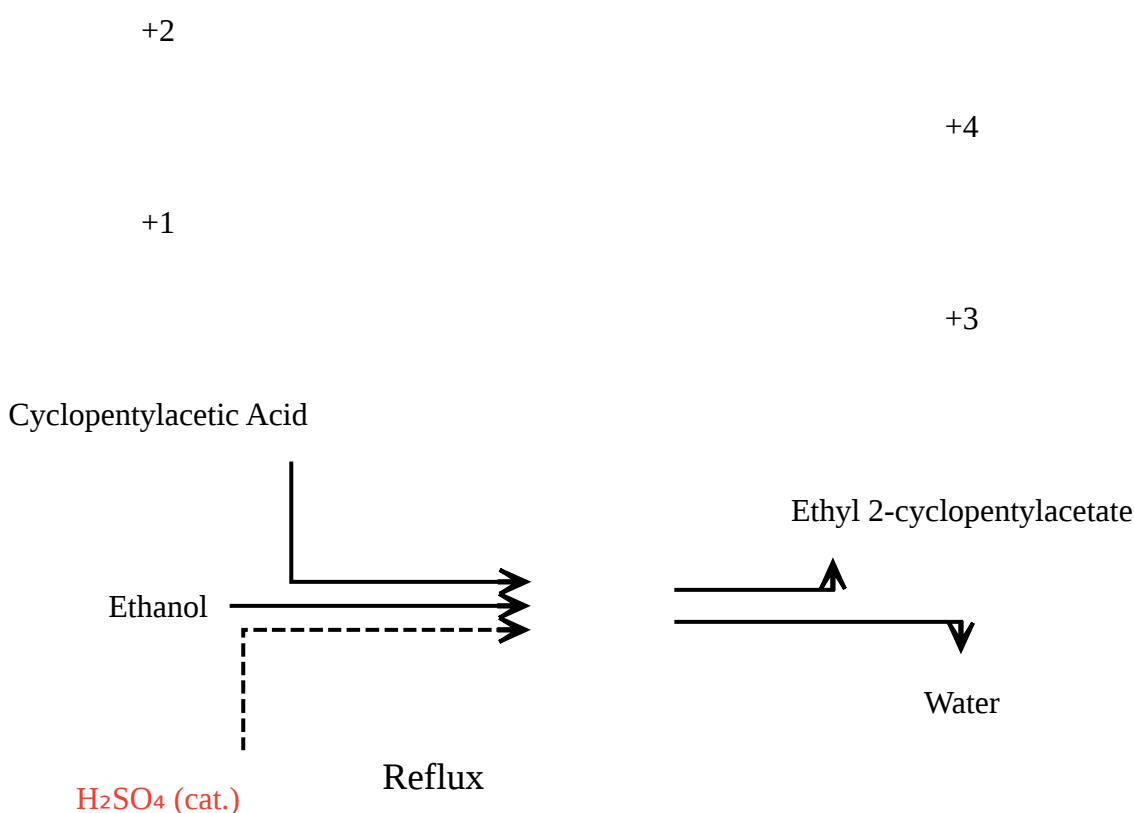 +2
+4
+1
+3
Cyclopentylacetic Acid
Ethyl 2-cyclopentylacetate
Ethanol
Water
Reflux
H₂SO₄ (cat.)